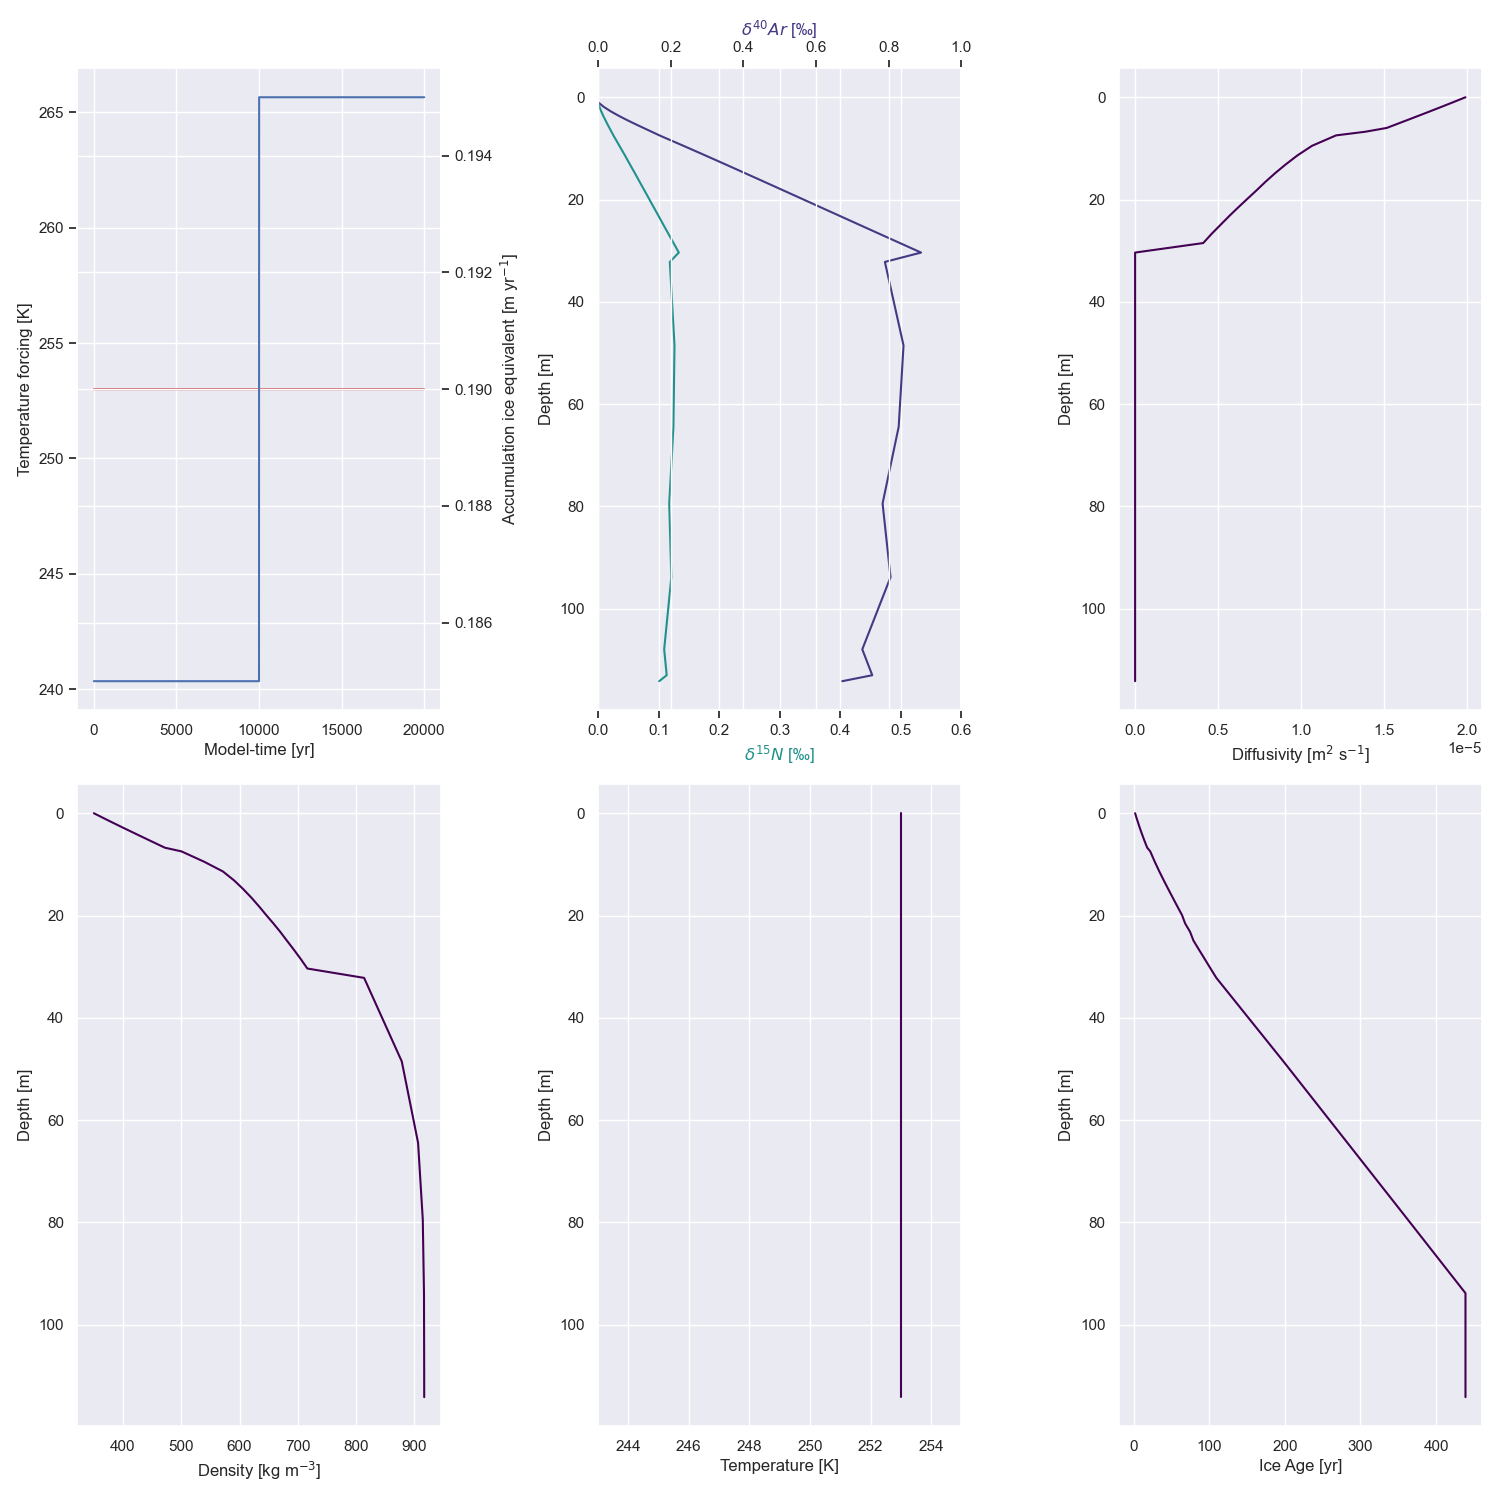 265
260
255
250
245
240
Temperature forcing [K]
0 5000 10000 15000 20000
Model-time [yr]
0.194
0.192
0.190
0.188
0.186
Accumulation ice equivalent [m yr⁻¹]
δ⁴⁰Ar [‰]
0.0 0.2 0.4 0.6 0.8 1.0
0
20
40
60
80
100
Depth [m]
0.0 0.1 0.2 0.3 0.4 0.5 0.6
δ¹⁵N [‰]
0
20
40
60
80
100
Depth [m]
0.0 0.5 1.0 1.5 2.0
1e−5
Diffusivity [m² s⁻¹]
0
20
40
60
80
100
Depth [m]
400 500 600 700 800 900
Density [kg m⁻³]
0
20
40
60
80
100
Depth [m]
244 246 248 250 252 254
Temperature [K]
0
20
40
60
80
100
Depth [m]
0 100 200 300 400
Ice Age [yr]